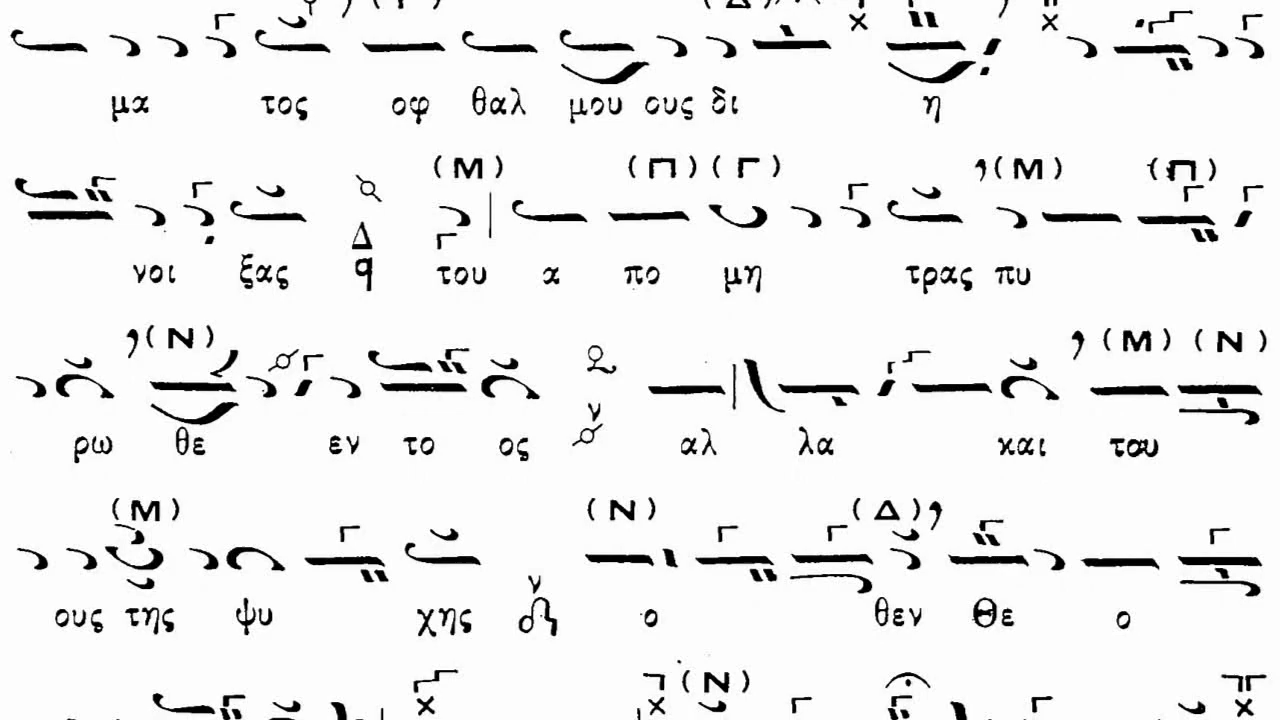 μα τος οφ θαλ μου ους δι η
(Μ) (Π) (Γ) (Μ) (Π)
νοι ξας Δ q του α πο μη τρας πυ
(Ν) (Μ) (Ν)
ρω θε εν το ος ν αλ λα και του
(Μ) (Ν) (Δ)
ους της ψυ χης ν ο θεν Θε ο
(Ν)